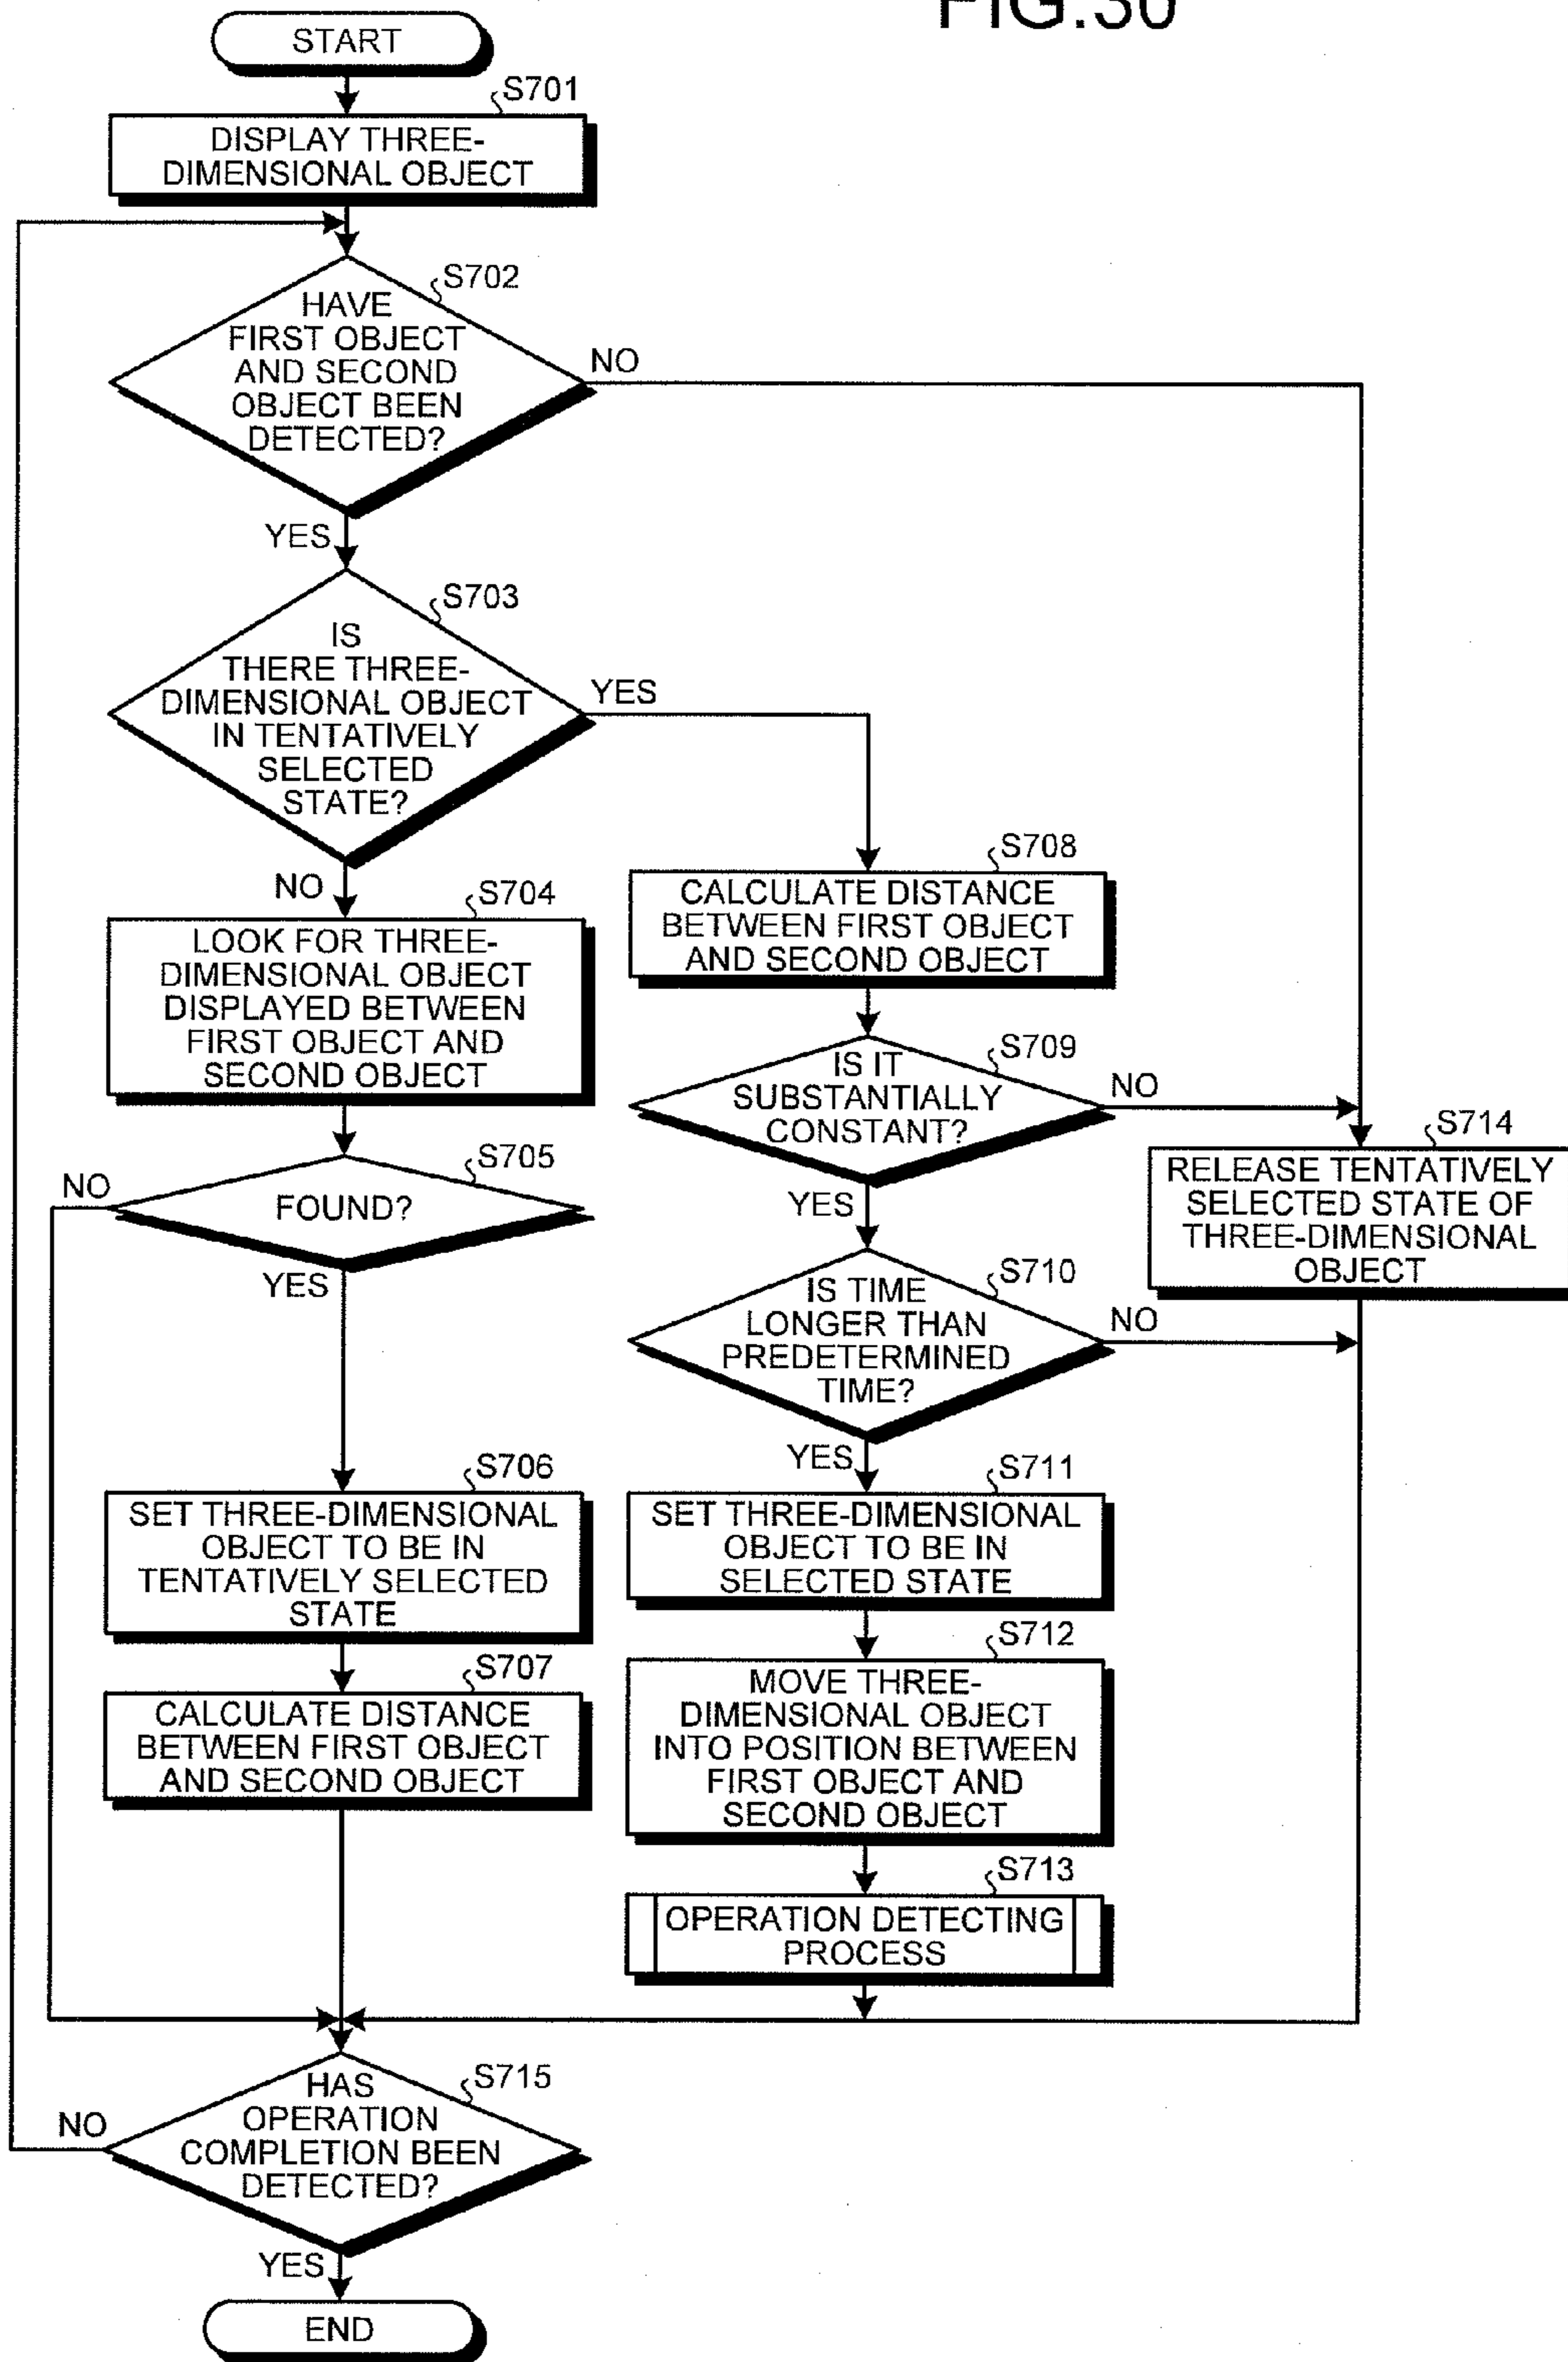 FIG.30
START
S701
DISPLAY THREE-
DIMENSIONAL OBJECT
S702
HAVE
FIRST OBJECT
AND SECOND
OBJECT BEEN
DETECTED?
NO
YES
S703
IS
THERE THREE-
DIMENSIONAL OBJECT
IN TENTATIVELY
SELECTED
STATE?
YES
NO
S704
LOOK FOR THREE-
DIMENSIONAL OBJECT
DISPLAYED BETWEEN
FIRST OBJECT AND
SECOND OBJECT
S705
FOUND?
NO
YES
S706
SET THREE-DIMENSIONAL
OBJECT TO BE IN
TENTATIVELY SELECTED
STATE
S707
CALCULATE DISTANCE
BETWEEN FIRST OBJECT
AND SECOND OBJECT
S708
CALCULATE DISTANCE
BETWEEN FIRST OBJECT
AND SECOND OBJECT
S709
IS IT
SUBSTANTIALLY
CONSTANT?
NO
YES
S710
IS TIME
LONGER THAN
PREDETERMINED
TIME?
NO
YES
S711
SET THREE-DIMENSIONAL
OBJECT TO BE IN
SELECTED STATE
S712
MOVE THREE-
DIMENSIONAL OBJECT
INTO POSITION BETWEEN
FIRST OBJECT AND
SECOND OBJECT
S713
OPERATION DETECTING
PROCESS
S714
RELEASE TENTATIVELY
SELECTED STATE OF
THREE-DIMENSIONAL
OBJECT
S715
HAS
OPERATION
COMPLETION BEEN
DETECTED?
NO
YES
END